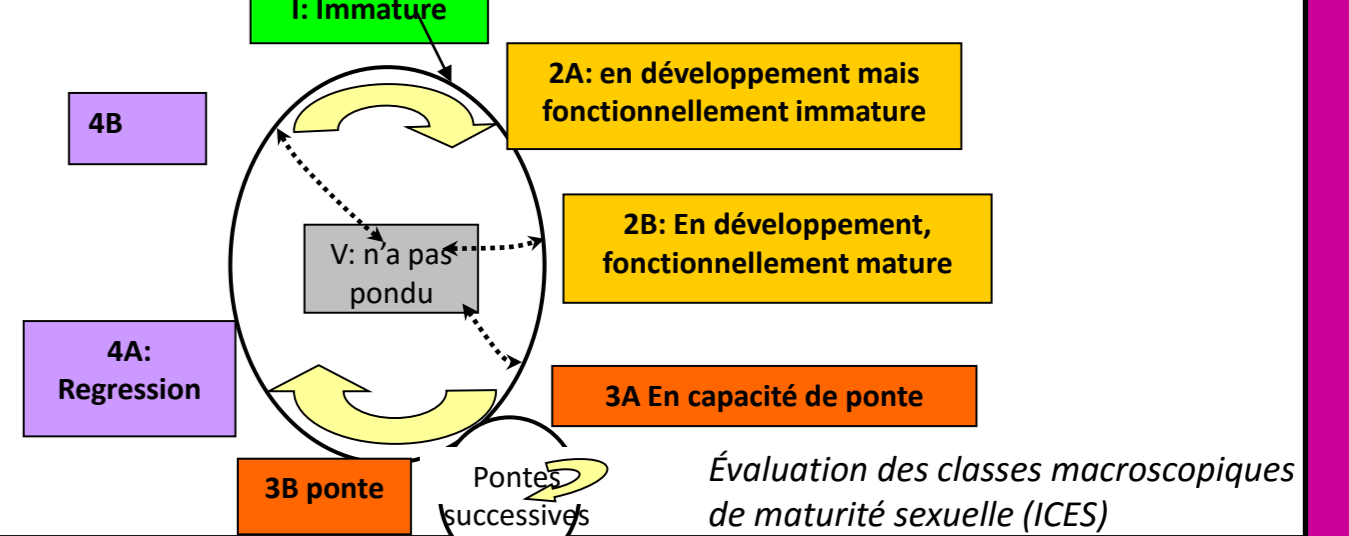 I: Immature
2A: en développement mais
fonctionnellement immature
4B
2B: En développement,
fonctionnellement mature
V: n'a pas
pondu
4A:
Regression
3A En capacité de ponte
3B ponte
Pontes
successives
Évaluation des classes macroscopiques
de maturité sexuelle (ICES)